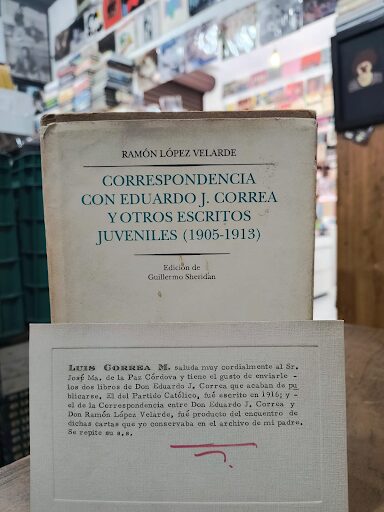 RAMÓN LÓPEZ VELARDE
CORRESPONDENCIA
CON EDUARDO J. CORREA
Y OTROS ESCRITOS
JUVENILES (1905-1913)
Edición de
Guillermo Sheridan
LUIS CORREA M. saluda muy cordialmente al Sr.
José Ma. de la Paz Córdova y tiene el gusto de enviarle -
los dos libros de Don Eduardo J. Correa que acaban de pu
blicarse. El del Partido Católico, fué escrito en 1916; y -
el de la Correspondencia entre Don Eduardo J. Correa y
Don Ramón López Velarde, fué producto del encuentro de
dichas cartas que yo conservaba en el archivo de mi padre.
Se repite su s.s.